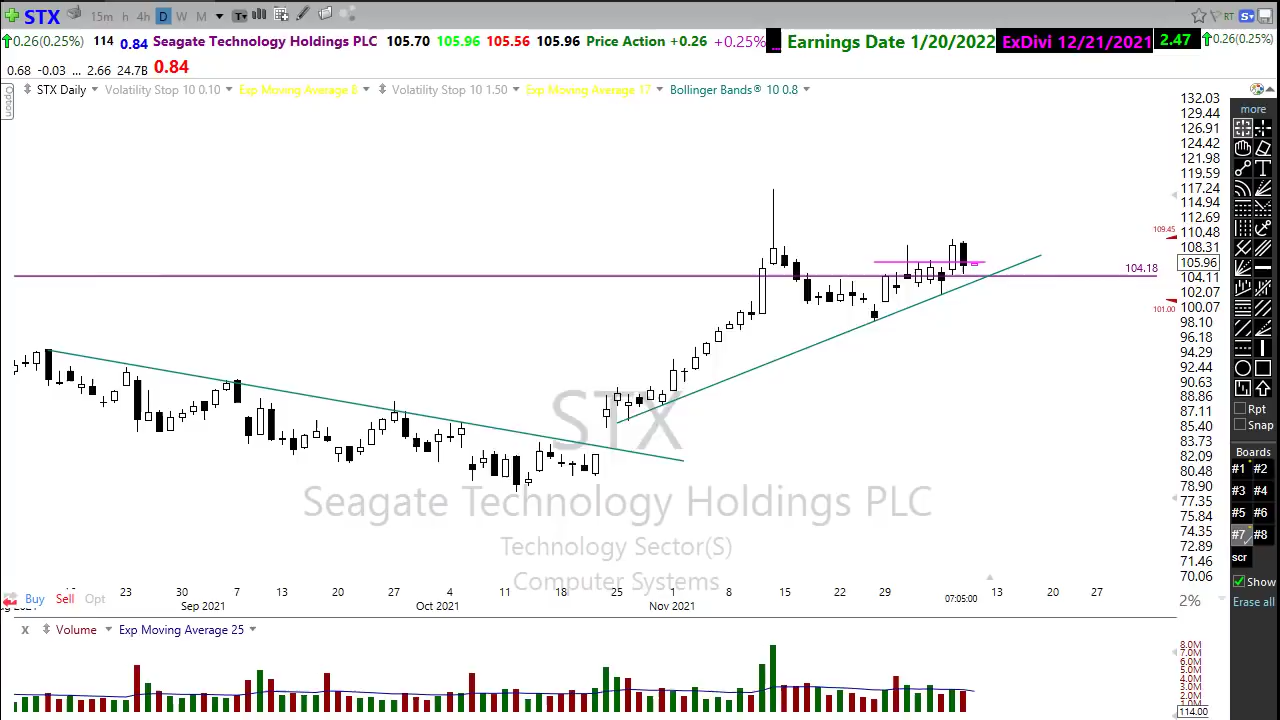 STX 15m h 4h D W M T RT S
0.26(0.25%) 114 0.84 Seagate Technology Holdings PLC 105.70 105.96 105.56 105.96 Price Action +0.26 +0.25% ... Earnings Date 1/20/2022 ExDivi 12/21/2021 2.47 0.26(0.25%)
0.68 -0.03 ... 2.66 24.7B 0.84
Option
STX Daily Volatility Stop 10 0.10 Exp Moving Average 8 Volatility Stop 10 1.50 Exp Moving Average 17 Bollinger Bands® 10 0.8
132.03
129.44
126.91
124.42
121.98
119.59
117.24
114.94
112.69
110.48
108.31
105.96
104.11
102.07
100.07
98.10
96.18
94.29
92.44
90.63
88.86
87.11
85.40
83.73
82.09
80.48
78.90
77.35
75.84
74.35
72.89
71.46
70.06
109.45
104.18
101.00
STX
Seagate Technology Holdings PLC
Technology Sector(S)
Computer Systems
23 30 7 13 20 27 4 11 18 25 1 8 15 22 29 13 20 27
Sep 2021 Oct 2021 Nov 2021 07:05:00
2%
Buy Sell Opt
X Volume Exp Moving Average 25
8.0M
7.0M
6.0M
5.0M
4.0M
3.0M
2.0M
1.0M
114.00
more
T
Rpt
Snap
Boards
#1 #2
#3 #4
#5 #6
#7 #8
scr
Show
Erase all